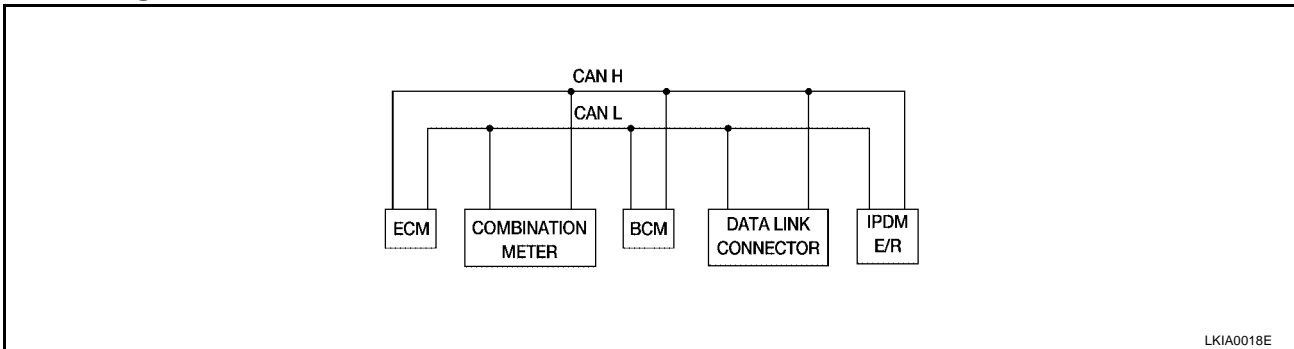 CAN H
CAN L
ECM
COMBINATION
METER
BCM
DATA LINK
CONNECTOR
IPDM
E/R
LKIA0018E